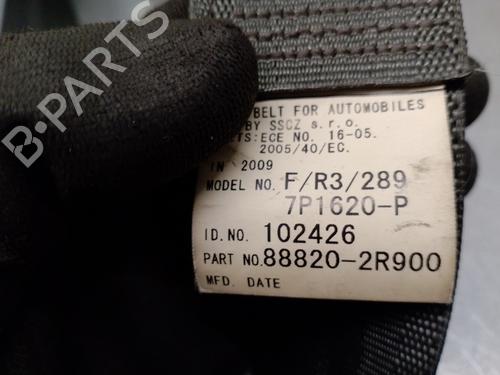 BELT FOR AUTOMOBILES
BY SSCZ s.r.o.
ECE NO. 16-05.
2005/40/EC.
IN 2009
MODEL NO. F/R3/289
7P1620-P
ID.NO. 102426
PART NO. 88820-2R900
MFD. DATE
B-PARTS